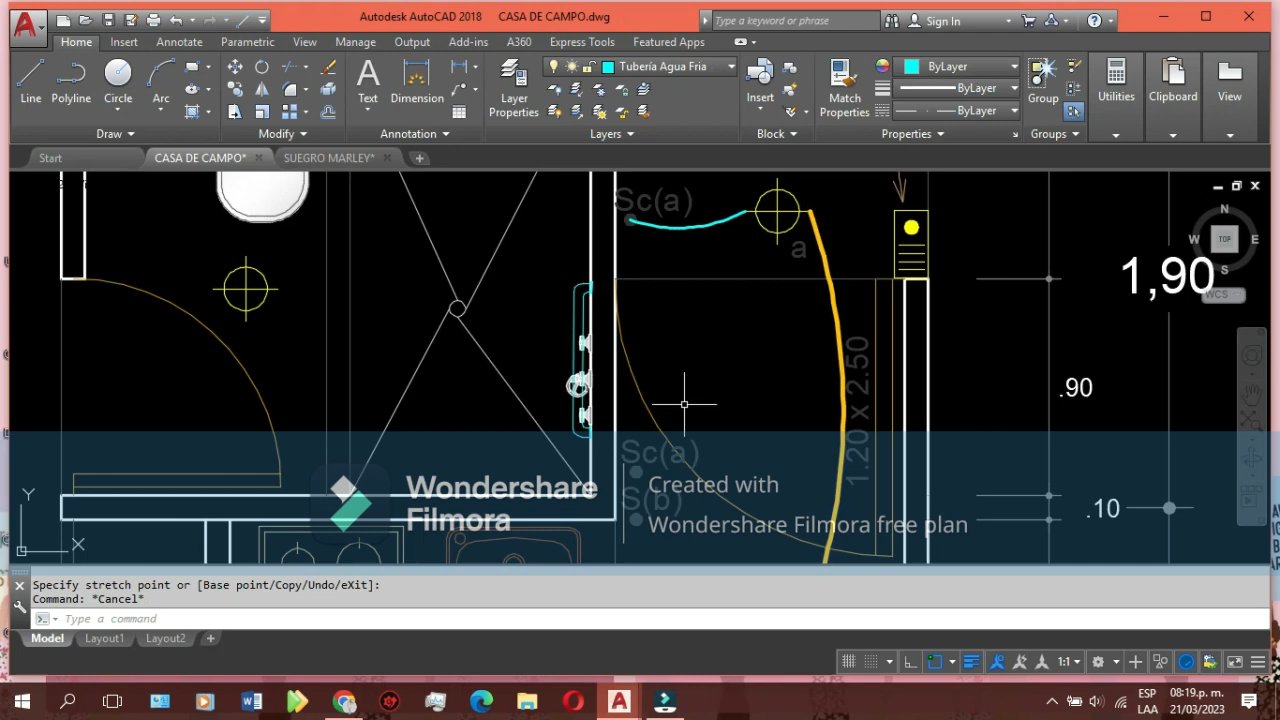 Autodesk AutoCAD 2018 CASA DE CAMPO.dwg
Type a keyword or phrase
Sign In
Home Insert Annotate Parametric View Manage Output Add-ins A360 Express Tools Featured Apps
Tubería Agua Fria
ByLayer
ByLayer
ByLayer
Line Polyline Circle Arc
Text Dimension
Layer Properties
Insert
Match Properties
Group
Utilities
Clipboard
View
Draw Modify Annotation Layers Block Properties Groups
Start CASA DE CAMPO* SUEGRO MARLEY*
Sc(a)
a
N
W TOP E
S
WCS
1,90
1.20 x 2.50
.90
Sc(a)
S(b)
.10
Wondershare
Filmora
Created with
Wondershare Filmora free plan
Y
X
Specify stretch point or [Base point/Copy/Undo/eXit]:
Command: *Cancel*
Type a command
Model Layout1 Layout2
1:1
ESP
LAA
08:19 p. m.
21/03/2023